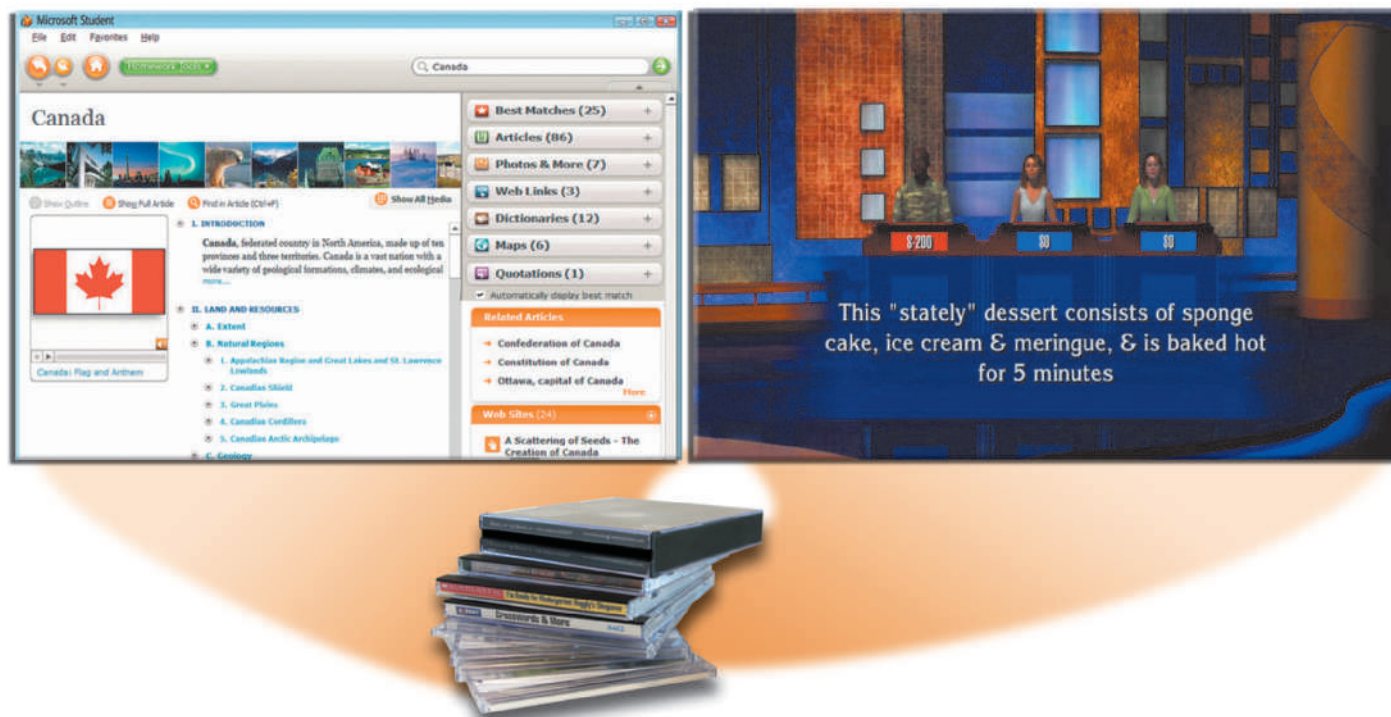 Microsoft Student
File Edit Favorites Help
Homework Tools
Canada
Canada
Show Outline Show Full Article Find in Article (Ctrl+F) Show All Media
I. INTRODUCTION
Canada, federated country in North America, made up of ten
provinces and three territories. Canada is a vast nation with a
wide variety of geological formations, climates, and ecological
more...
II. LAND AND RESOURCES
A. Extent
B. Natural Regions
1. Appalachian Region and Great Lakes and St. Lawrence
Lowlands
2. Canadian Shield
3. Great Plains
4. Canadian Cordillera
5. Canadian Arctic Archipelago
C. Geology
Canada: Flag and Anthem
Best Matches (25)
Articles (86)
Photos & More (7)
Web Links (3)
Dictionaries (12)
Maps (6)
Quotations (1)
Automatically display best match
Related Articles
Confederation of Canada
Constitution of Canada
Ottawa, capital of Canada
More
Web Sites (24)
A Scattering of Seeds - The
Creation of Canada
$-200
$0
$0
This "stately" dessert consists of sponge
cake, ice cream & meringue, & is baked hot
for 5 minutes
Crosswords & More